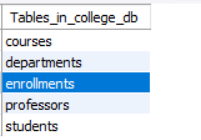 Tables_in_college_db
courses
departments
enrollments
professors
students